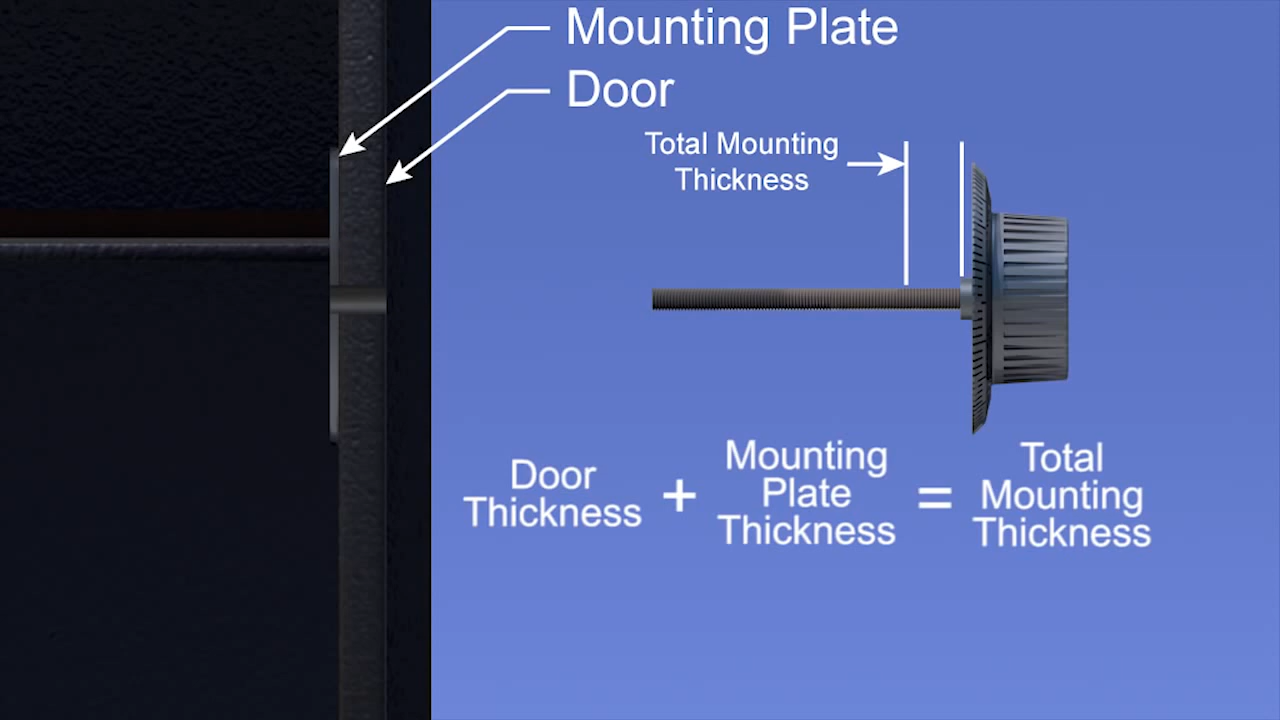 Mounting Plate
Door
Total Mounting
Thickness
Door
Thickness
+
Mounting
Plate
Thickness
=
Total
Mounting
Thickness